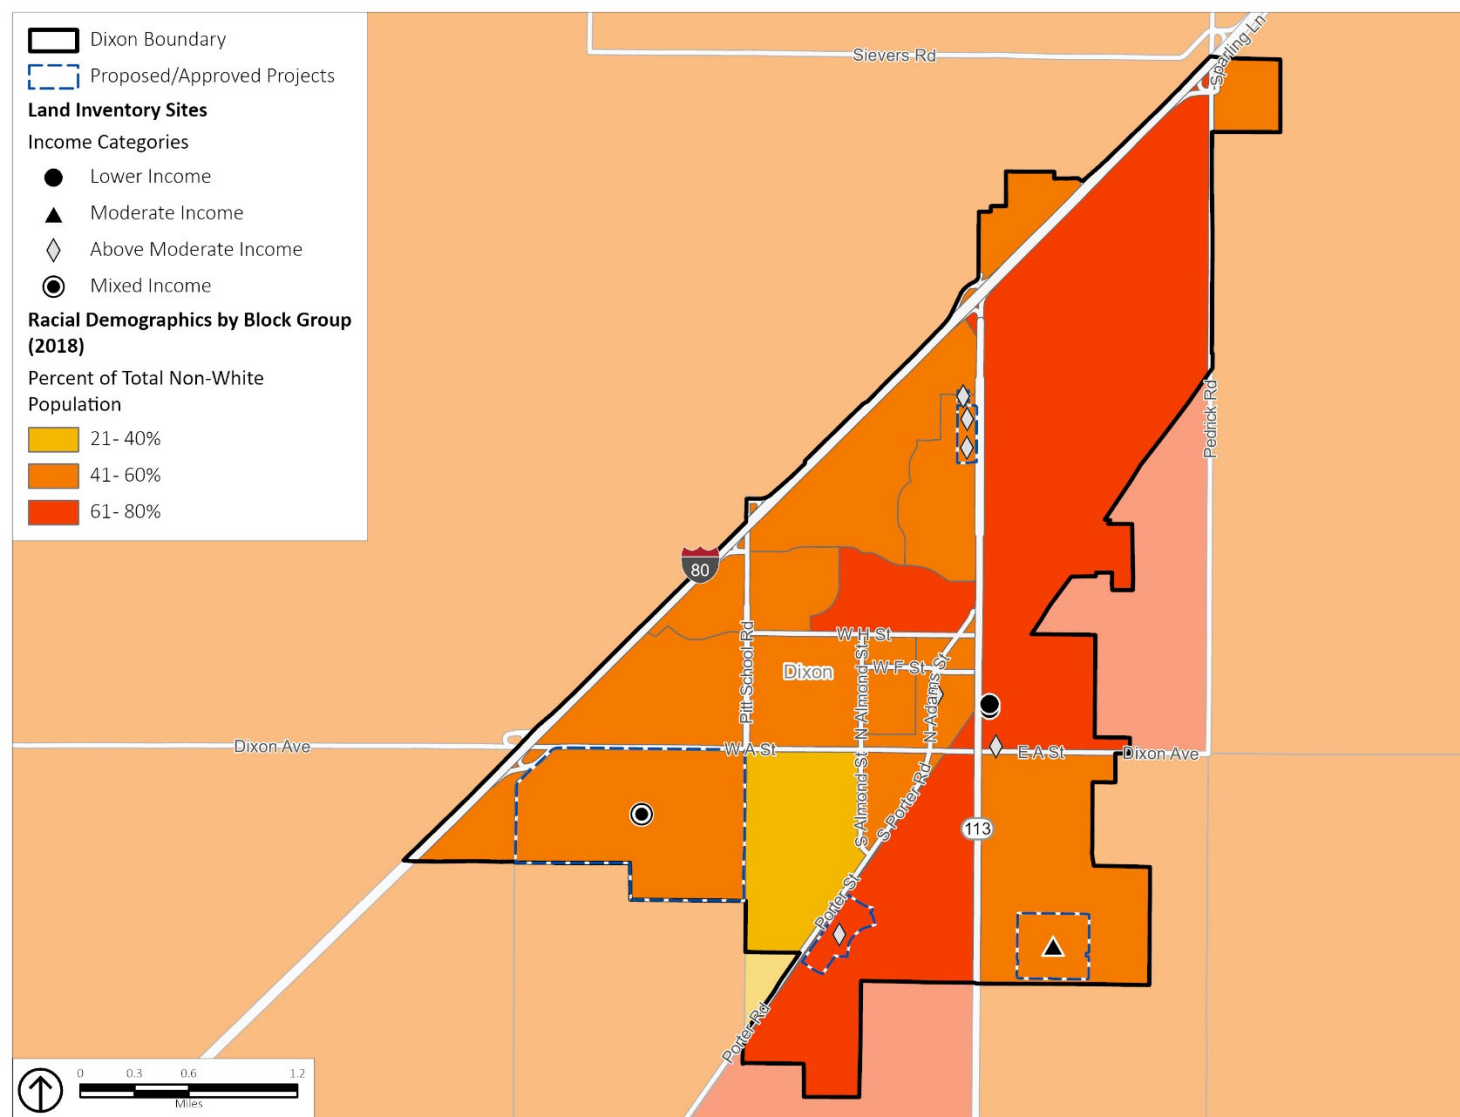 Dixon Boundary
Proposed/Approved Projects
Land Inventory Sites
Income Categories
Lower Income
Moderate Income
Above Moderate Income
Mixed Income
Racial Demographics by Block Group
(2018)
Percent of Total Non-White
Population
21- 40%
41- 60%
61- 80%
Sievers Rd
Sparling Ln
Pedrick Rd
80
Pitt School Rd
W H St
N Almond St
W F St
N Adams St
Dixon
Dixon Ave
W A St
E A St
Dixon Ave
S Almond St
S Porter Rd
113
Porter St
Porter Rd
0 0.3 0.6 1.2
Miles